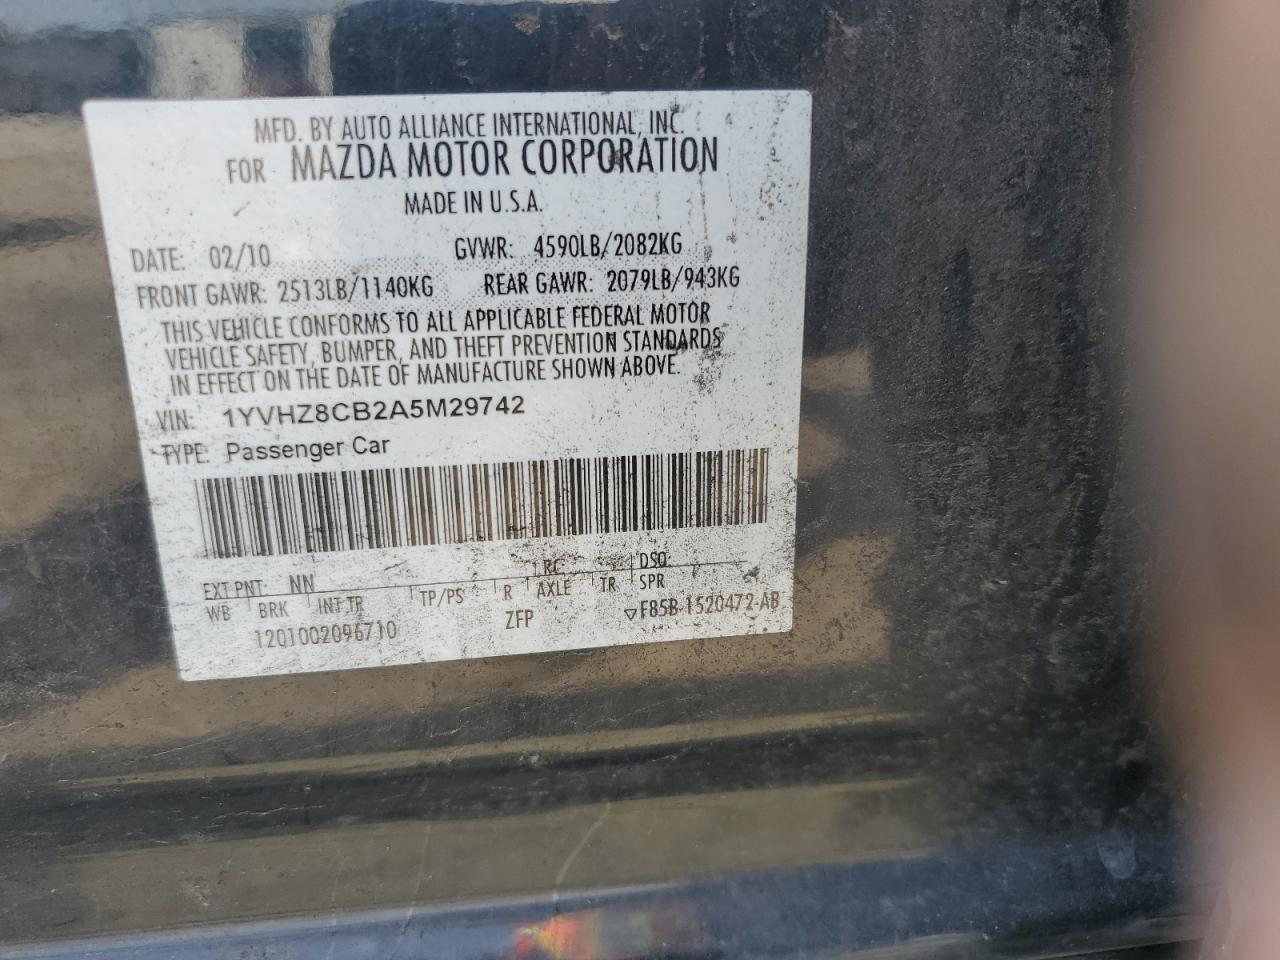 MFD. BY AUTO ALLIANCE INTERNATIONAL, INC.
FOR MAZDA MOTOR CORPORATION
MADE IN U.S.A.
DATE: 02/10 GVWR: 4590LB/2082KG
FRONT GAWR: 2513LB/1140KG REAR GAWR: 2079LB/943KG
THIS VEHICLE CONFORMS TO ALL APPLICABLE FEDERAL MOTOR
VEHICLE SAFETY, BUMPER, AND THEFT PREVENTION STANDARDS
IN EFFECT ON THE DATE OF MANUFACTURE SHOWN ABOVE.
VIN: 1YVHZ8CB2A5M29742
TYPE: Passenger Car
EXT PNT: NN RC: DSO:
WB BRK INT TR TP/PS R AXLE TR SPR
1201002096710 ZFP ▽F85B-1520472-AB